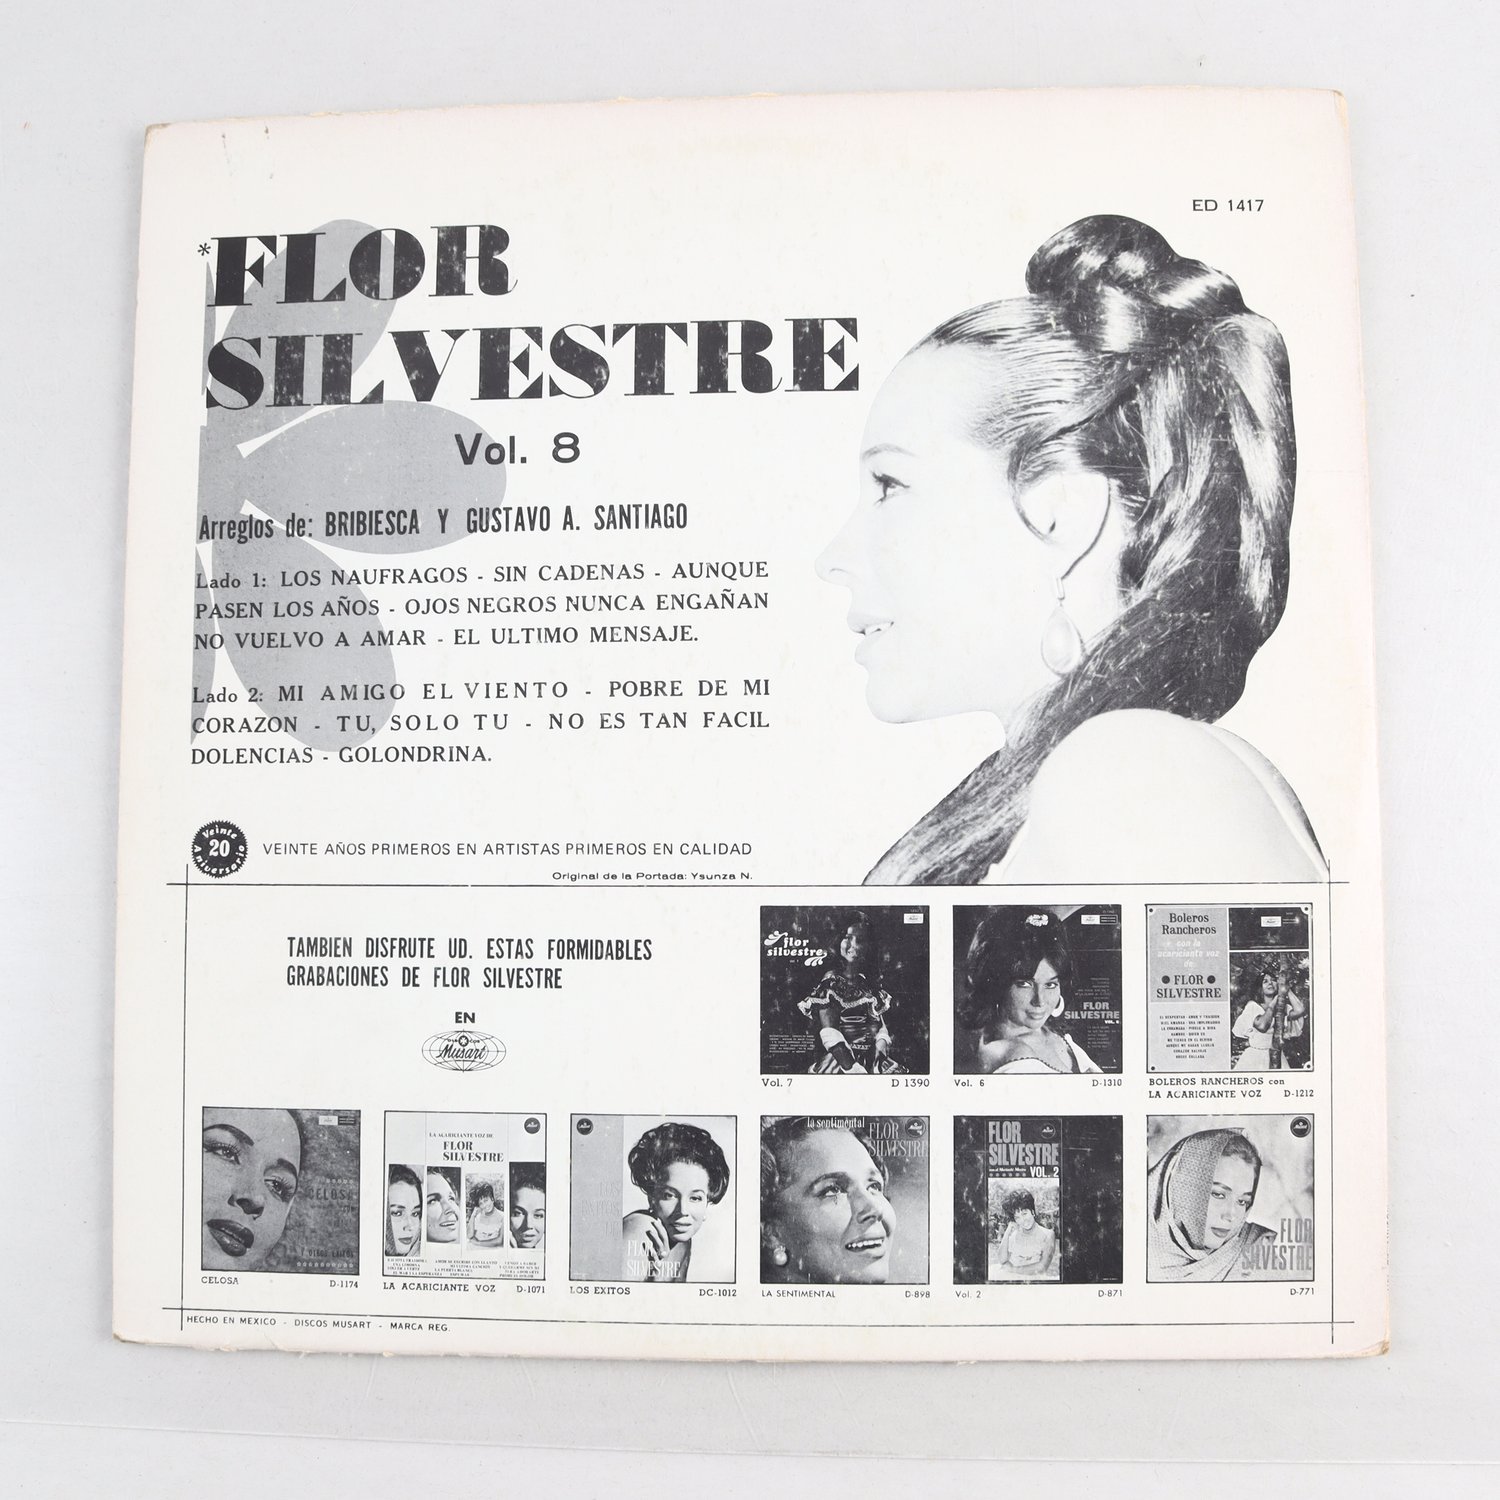 ED 1417
*FLOR
SILVESTRE
Vol. 8
Arreglos de: BRIBIESCA Y GUSTAVO A. SANTIAGO
Lado 1: LOS NAUFRAGOS - SIN CADENAS - AUNQUE
PASEN LOS AÑOS - OJOS NEGROS NUNCA ENGAÑAN
NO VUELVO A AMAR - EL ULTIMO MENSAJE.
Lado 2: MI AMIGO EL VIENTO - POBRE DE MI
CORAZON - TU, SOLO TU - NO ES TAN FACIL
DOLENCIAS - GOLONDRINA.
Veinte
20
Aniversario
VEINTE AÑOS PRIMEROS EN ARTISTAS PRIMEROS EN CALIDAD
Original de la Portada: Ysunza N.
TAMBIEN DISFRUTE UD. ESTAS FORMIDABLES
GRABACIONES DE FLOR SILVESTRE
EN
DISCOS
Musart
flor
silvestre
Vol. 7 D 1390
FLOR
SILVESTRE
VOL. 6
Vol. 6 D-1310
Boleros
Rancheros
con la
acariciante voz
de
FLOR
SILVESTRE
BOLEROS RANCHEROS con
LA ACARICIANTE VOZ D-1212
CELOSA
Y OTROS EXITOS
CELOSA D-1174
LA ACARICIANTE VOZ DE
FLOR
SILVESTRE
LA ACARICIANTE VOZ D-1071
FLOR
SILVESTRE
LOS EXITOS DC-1012
la sentimental
FLOR
SILVESTRE
LA SENTIMENTAL D-898
FLOR
SILVESTRE
VOL. 2
Vol. 2 D-871
FLOR
SILVESTRE
D-771
HECHO EN MEXICO - DISCOS MUSART - MARCA REG.